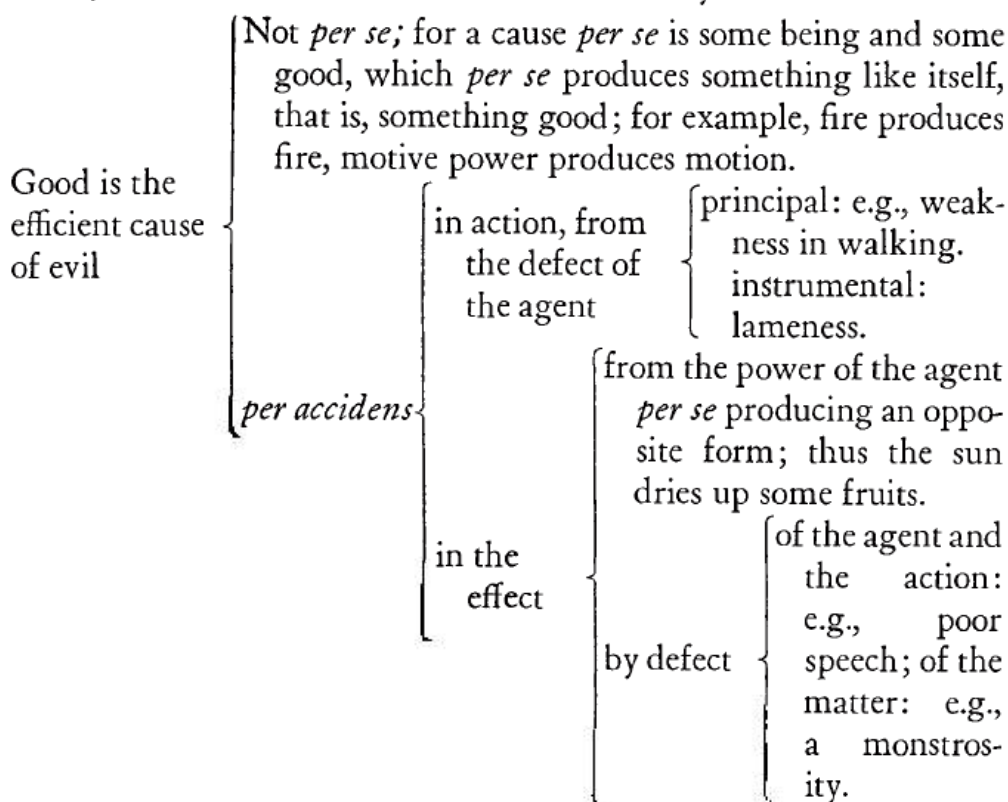 Not per se; for a cause per se is some being and some
good, which per se produces something like itself,
that is, something good; for example, fire produces
fire, motive power produces motion.
Good is the
efficient cause
of evil
per accidens
in action, from
the defect of
the agent
principal: e.g., weak-
ness in walking.
instrumental:
lameness.
in the
effect
from the power of the agent
per se producing an oppo-
site form; thus the sun
dries up some fruits.
by defect
of the agent and
the action:
e.g., poor
speech; of the
matter: e.g.,
a monstros-
ity.